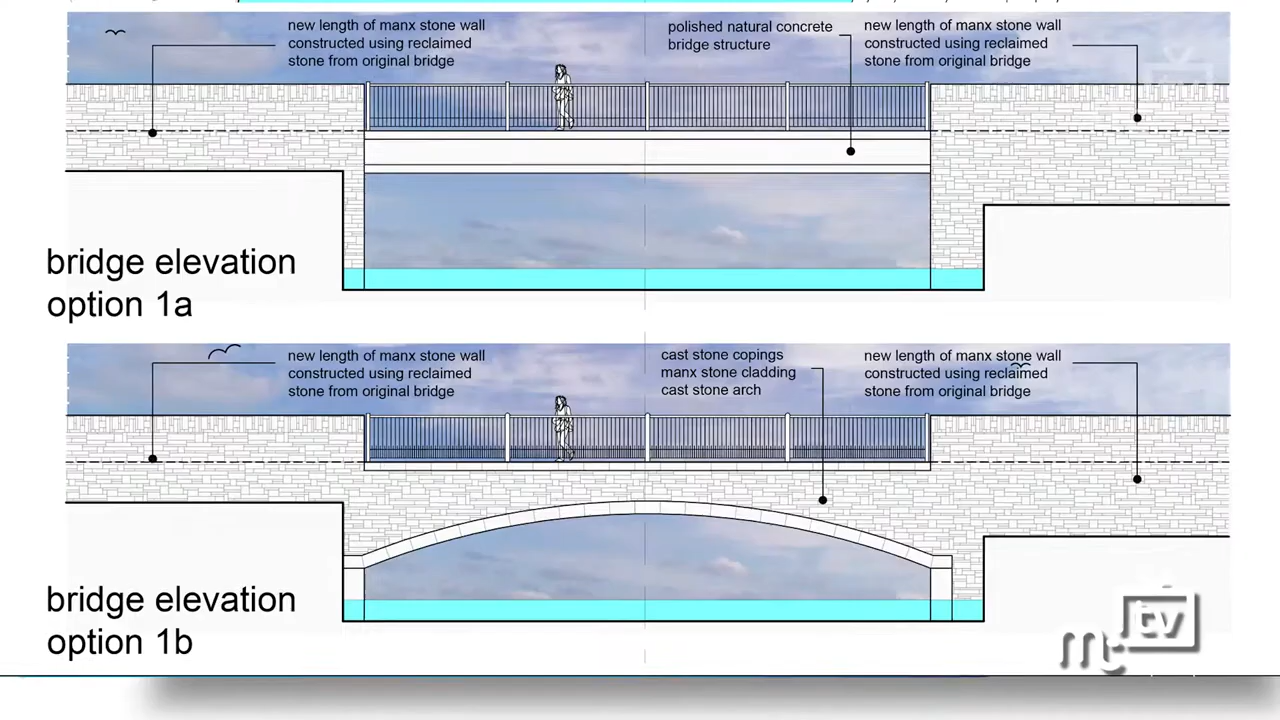 new length of manx stone wall
constructed using reclaimed
stone from original bridge
polished natural concrete
bridge structure
new length of manx stone wall
constructed using reclaimed
stone from original bridge
bridge elevation
option 1a
new length of manx stone wall
constructed using reclaimed
stone from original bridge
cast stone copings
manx stone cladding
cast stone arch
new length of manx stone wall
constructed using reclaimed
stone from original bridge
bridge elevation
option 1b
tv